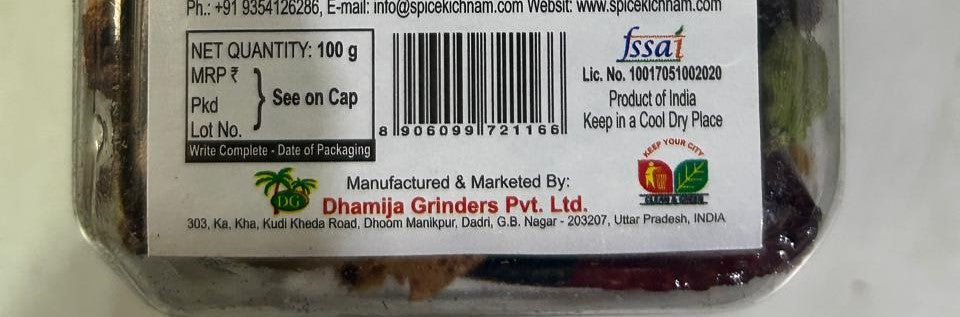 Ph.: +91 9354126286, E-mail: info@spicekichnam.com Websit: www.spicekichnam.com
NET QUANTITY: 100 g
MRP ₹
Pkd
Lot No.
See on Cap
Write Complete - Date of Packaging
8 906099 721166
fssai
Lic. No. 10017051002020
Product of India
Keep in a Cool Dry Place
KEEP YOUR CITY
CLEAN & GREEN
DG
Manufactured & Marketed By:
Dhamija Grinders Pvt. Ltd.
303, Ka, Kha, Kudi Kheda Road, Dhoom Manikpur, Dadri, G.B. Nagar - 203207, Uttar Pradesh, INDIA